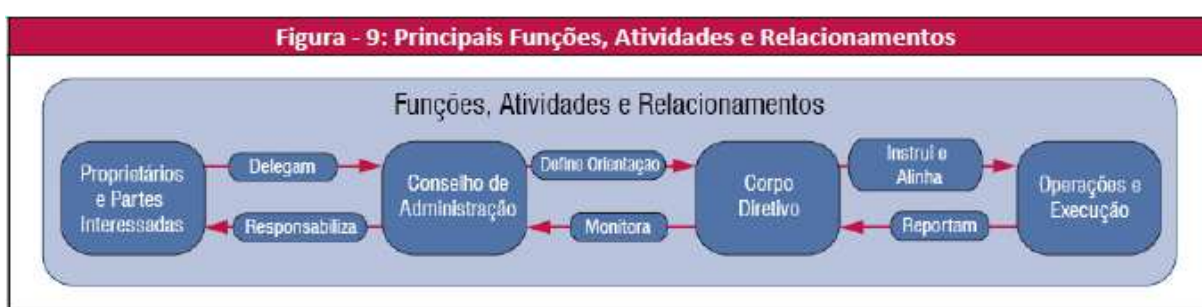 Figura - 9: Principais Funções, Atividades e Relacionamentos
Funções, Atividades e Relacionamentos
Proprietários
e Partes
Interessadas
Delegam
Responsabiliza
Conselho de
Administração
Define Orientação
Monitora
Corpo
Diretivo
Instrui e
Alinha
Reportam
Operações e
Execução